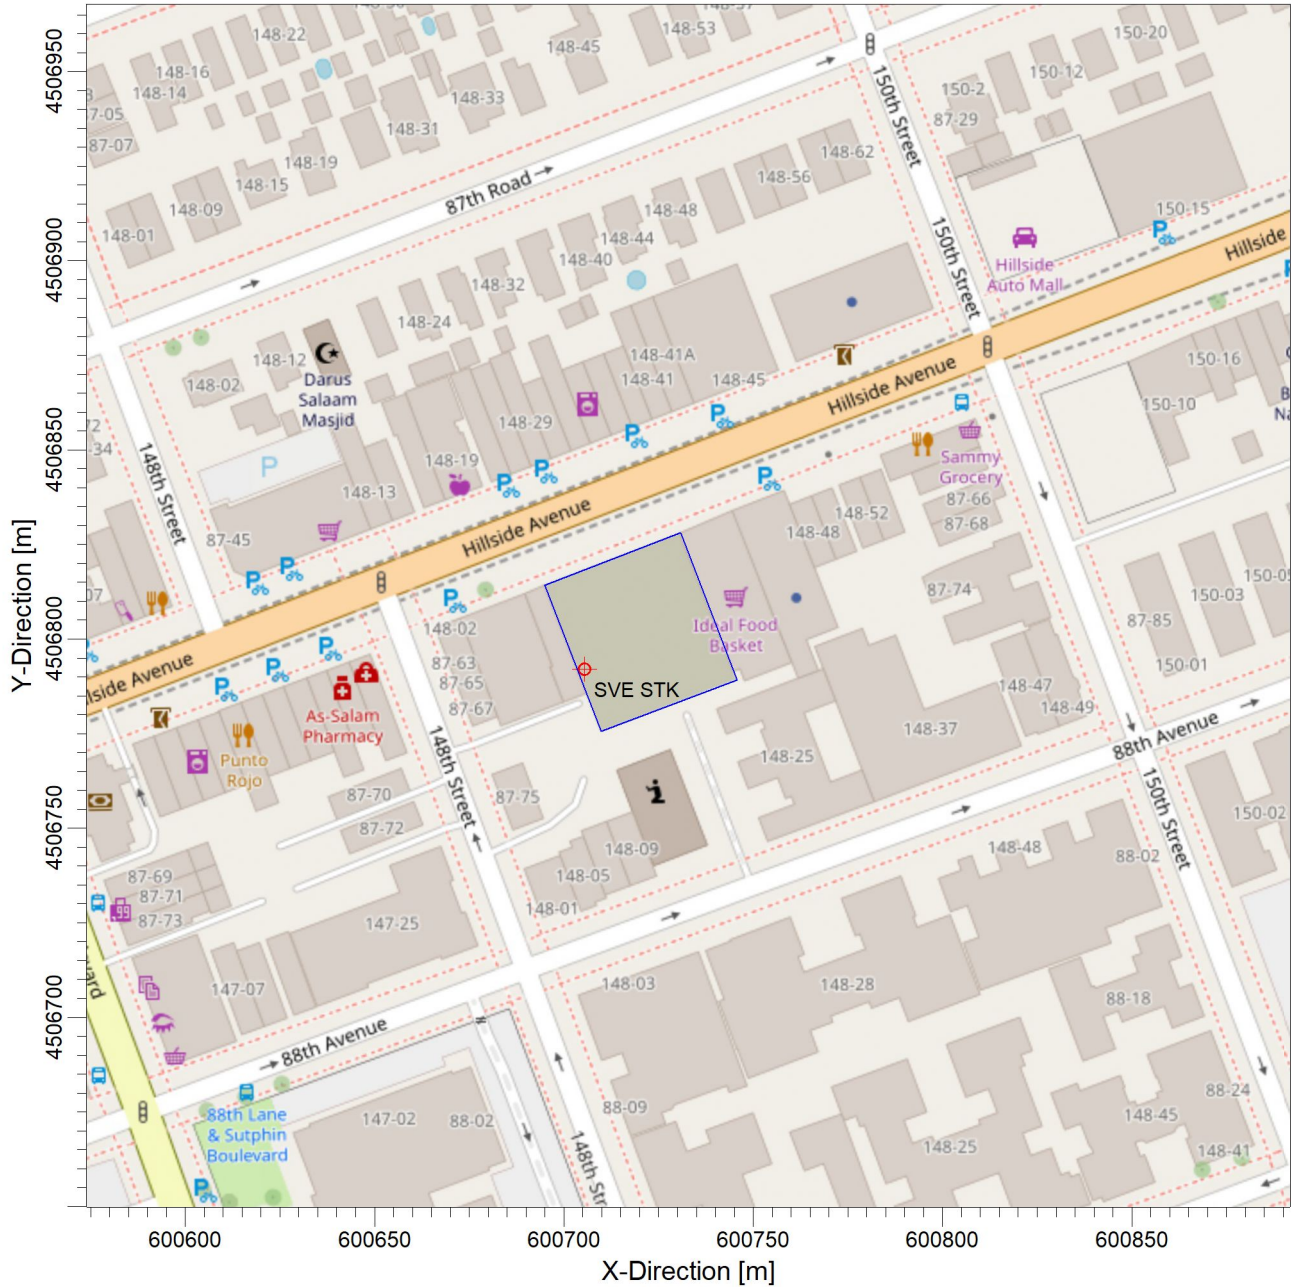 4506950
4506900
4506850
4506800
4506750
4506700
Y-Direction [m]
148-22
148-45
148-53
150-20
148-16
148-14
150-12
150-2
7-05
148-33
87-29
148-31
87-07
150th Street
148-62
148-19
148-15
148-56
87th Road
148-09
148-48
150-15
148-01
148-44
150th Street
Hillside
148-40
Hillside
Auto Mall
148-32
148-24
148-41A
150-16
148-12
148-02
Darus
Salaam
Masjid
148-41
148-45
Hillside Avenue
150-10
148-29
148th Street
148-19
Sammy
Grocery
148-13
87-66
148-52
87-68
148-48
87-45
Hillside Avenue
87-74
150-03
87-85
148-02
Ideal Food
Basket
87-63
87-65
150-01
llside Avenue
SVE STK
148-47
87-67
148-49
As-Salam
Pharmacy
148-37
88th Avenue
148-25
Punto
Rojo
148th Street
150th Street
87-70
87-75
150-02
87-72
148-09
148-48
88-02
87-69
148-05
87-71
148-01
87-73
147-25
148-03
148-28
147-07
88-18
88th Avenue
88-24
88-09
88th Lane
& Sutphin
Boulevard
147-02
88-02
148-45
148-25
148-41
148th Str
600600
600650
600700
600750
600800
600850
X-Direction [m]